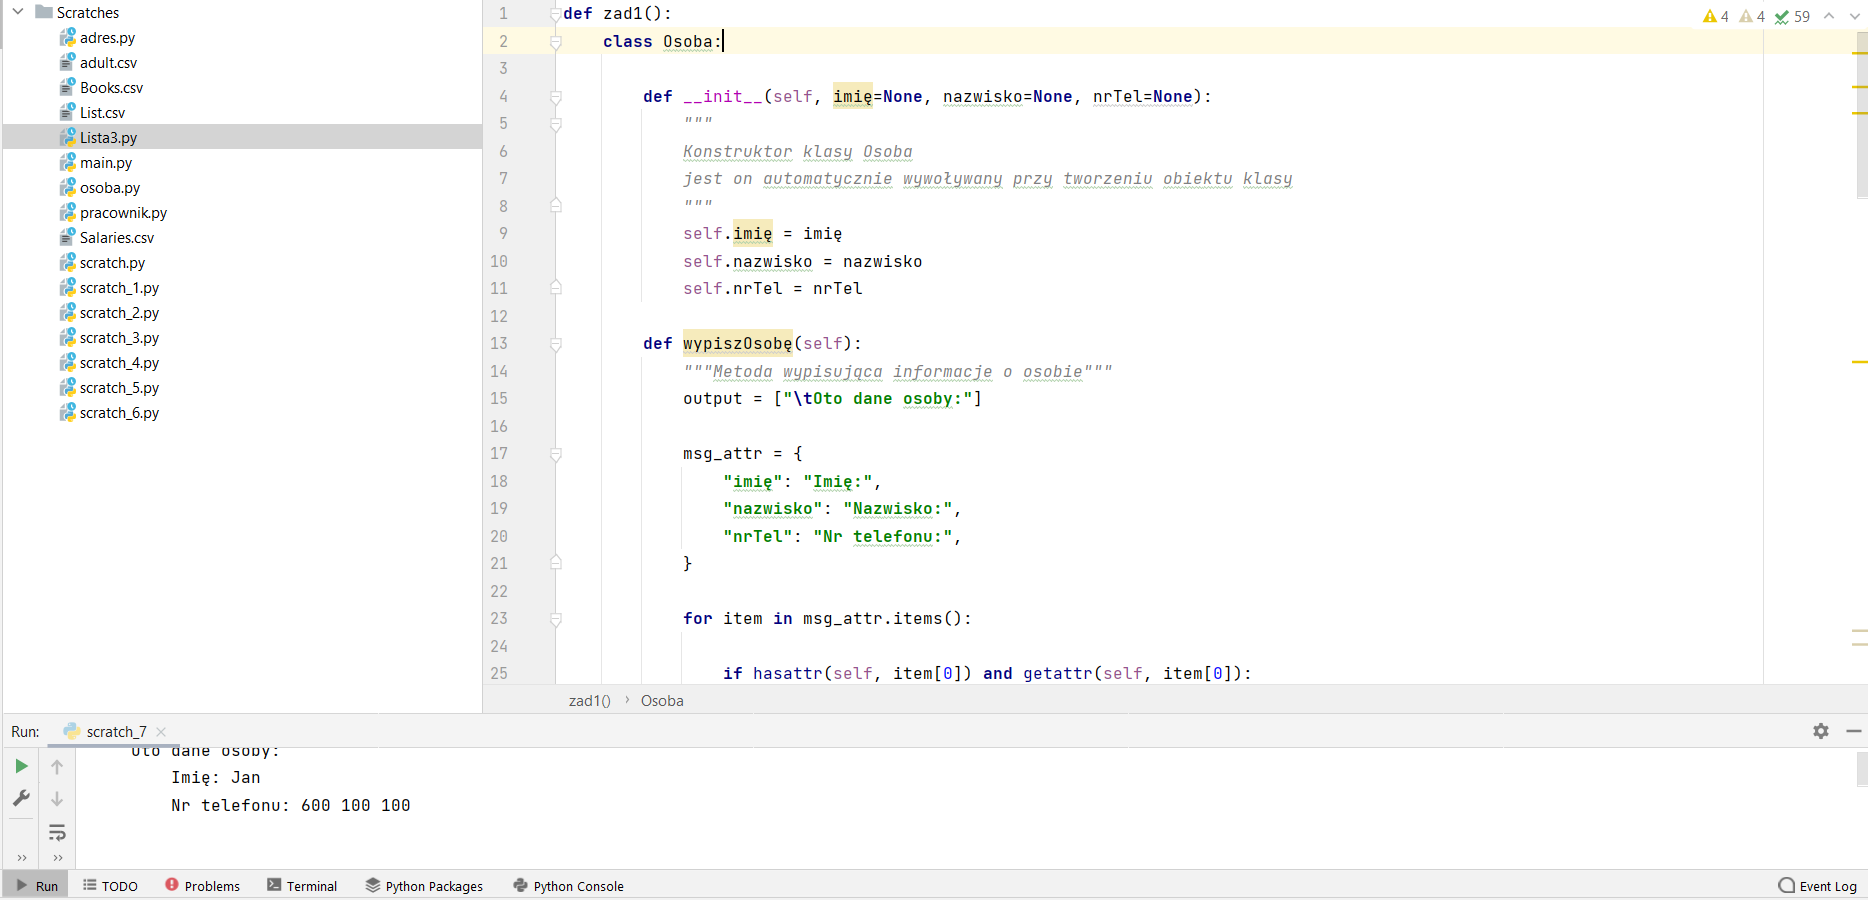 Scratches
adres.py
adult.csv
Books.csv
List.csv
Lista3.py
main.py
osoba.py
pracownik.py
Salaries.csv
scratch.py
scratch_1.py
scratch_2.py
scratch_3.py
scratch_4.py
scratch_5.py
scratch_6.py
4 4 59
1 def zad1():
2 class Osoba:
3
4 def __init__(self, imię=None, nazwisko=None, nrTel=None):
5 """
6 Konstruktor klasy Osoba
7 jest on automatycznie wywoływany przy tworzeniu obiektu klasy
8 """
9 self.imię = imię
10 self.nazwisko = nazwisko
11 self.nrTel = nrTel
12
13 def wypiszOsobę(self):
14 """Metoda wypisująca informacje o osobie"""
15 output = ["\tOto dane osoby:"]
16
17 msg_attr = {
18 "imię": "Imię:",
19 "nazwisko": "Nazwisko:",
20 "nrTel": "Nr telefonu:",
21 }
22
23 for item in msg_attr.items():
24
25 if hasattr(self, item[0]) and getattr(self, item[0]):
zad1() › Osoba
Run: scratch_7
Oto dane osoby:
Imię: Jan
Nr telefonu: 600 100 100
Run TODO Problems Terminal Python Packages Python Console Event Log